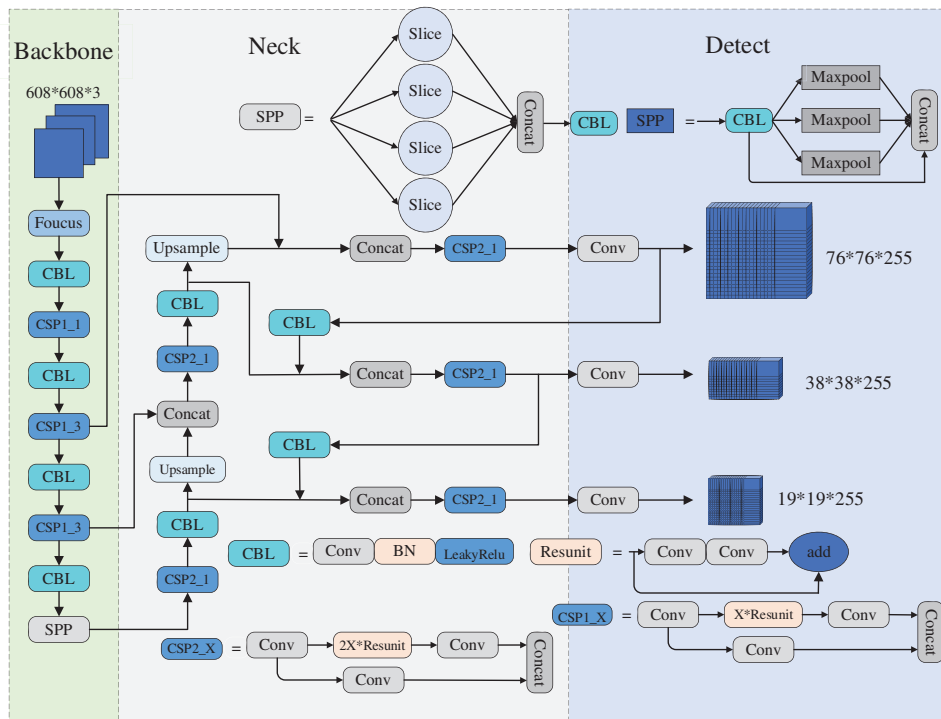 Backbone
Neck
Detect
608*608*3
Foucus
CBL
CSP1_1
CBL
CSP1_3
CBL
CSP1_3
CBL
SPP
SPP =
Slice
Slice
Slice
Slice
Concat
CBL
SPP =
CBL
Maxpool
Maxpool
Maxpool
Concat
Upsample
Concat
CSP2_1
Conv
76*76*255
CBL
CBL
CSP2_1
Concat
CSP2_1
Conv
38*38*255
Concat
CBL
Upsample
Concat
CSP2_1
Conv
19*19*255
CBL
CSP2_1
CBL = Conv BN LeakyRelu
Resunit = Conv Conv add
CSP2_X = Conv 2X*Resunit Conv
Conv
Concat
CSP1_X = Conv X*Resunit Conv
Conv
Concat